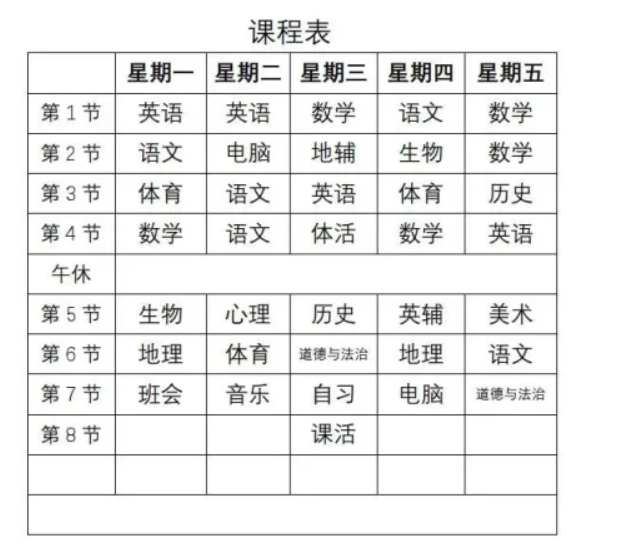 课程表
星期一 星期二 星期三 星期四 星期五
第1节 英语 英语 数学 语文 数学
第2节 语文 电脑 地辅 生物 数学
第3节 体育 语文 英语 体育 历史
第4节 数学 语文 体活 数学 英语
午休
第5节 生物 心理 历史 英辅 美术
第6节 地理 体育 道德与法治 地理 语文
第7节 班会 音乐 自习 电脑 道德与法治
第8节 课活